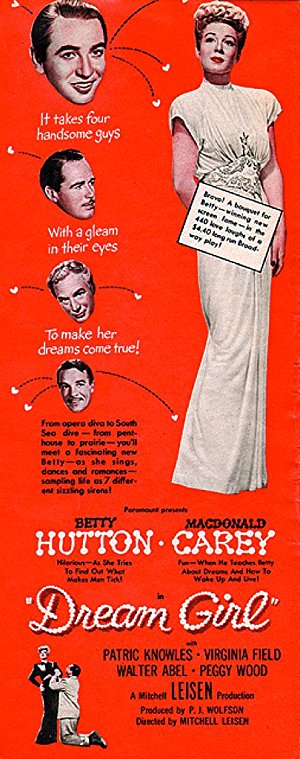 It takes four
handsome guys
With a gleam
in their eyes
To make her
dreams come true!
Bravo! A bouquet for
Betty—winning new
screen fame—in the
440 love laughs of a
$4.40 long run Broad-
way play!
From opera diva to South
Sea dive—from pent-
house to prairie—you'll
meet a fascinating new
Betty—as she sings,
dances and romances—
sampling life as 7 differ-
ent sizzling sirens!
Paramount presents
BETTY
HUTTON · 
MACDONALD
CAREY
Hilarious—As She Tries
To Find Out What
Makes Men Tick!
Fun—When He Teaches Betty
About Dreams And How To
Wake Up And Live!
in
"Dream Girl"
with
PATRIC KNOWLES · VIRGINIA FIELD
WALTER ABEL · PEGGY WOOD
A Mitchell LEISEN Production
Produced by P. J. WOLFSON
Directed by MITCHELL LEISEN